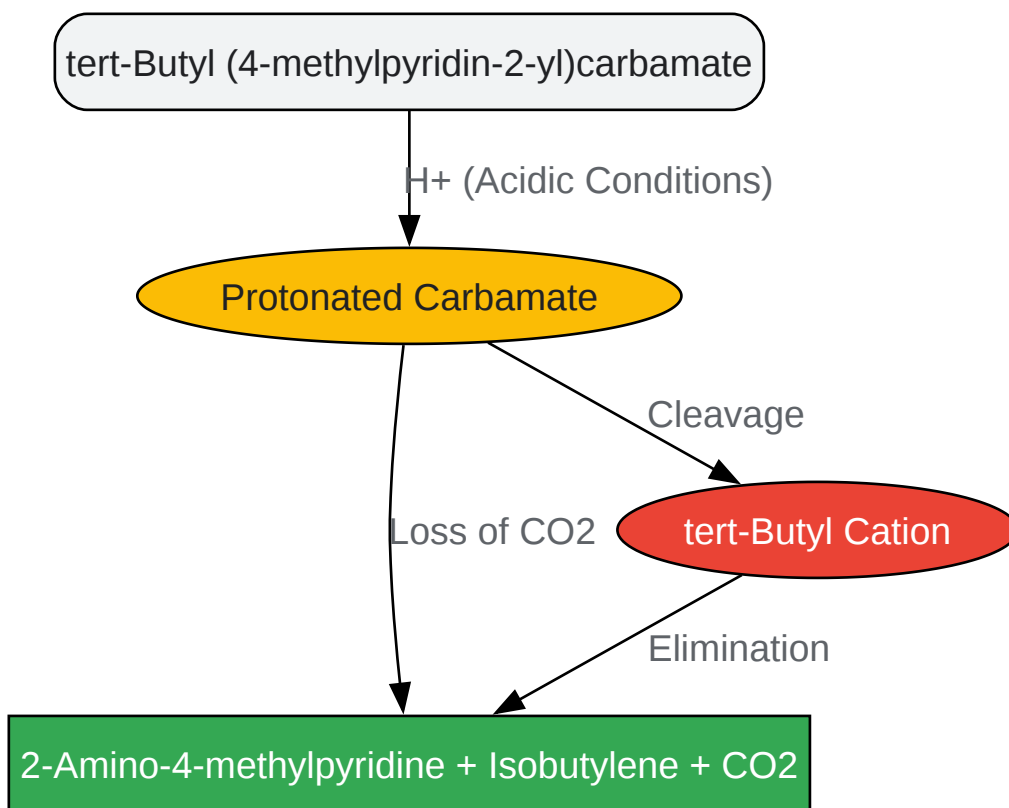 tert-Butyl (4-methylpyridin-2-yl)carbamate
H+ (Acidic Conditions)
Protonated Carbamate
Cleavage
Loss of CO2
tert-Butyl Cation
Elimination
2-Amino-4-methylpyridine + Isobutylene + CO2